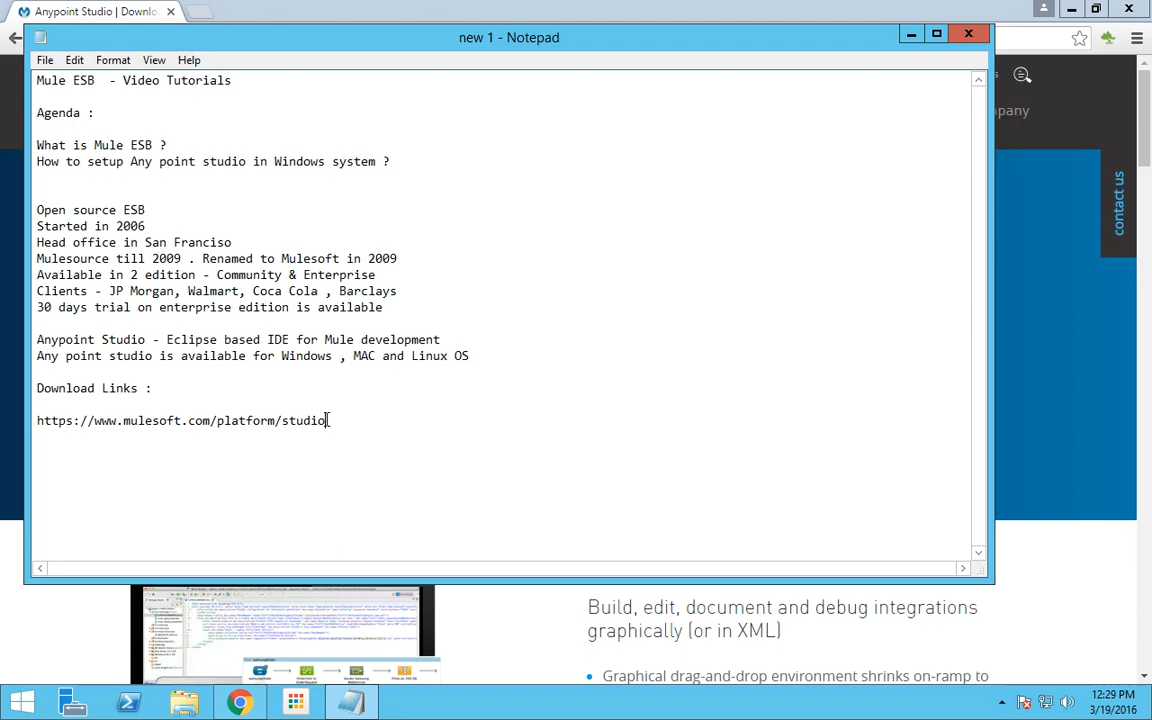 Anypoint Studio | Downlo
new 1 - Notepad
File Edit Format View Help
Mule ESB - Video Tutorials
Agenda :
What is Mule ESB ?
How to setup Any point studio in Windows system ?
Open source ESB
Started in 2006
Head office in San Franciso
Mulesource till 2009 . Renamed to Mulesoft in 2009
Available in 2 edition - Community & Enterprise
Clients - JP Morgan, Walmart, Coca Cola , Barclays
30 days trial on enterprise edition is available
Anypoint Studio - Eclipse based IDE for Mule development
Any point studio is available for Windows , MAC and Linux OS
Download Links :
https://www.mulesoft.com/platform/studio
mpany
contact us
Build, edit, document and debug integrations
graphically (or in XML)
Graphical drag-and-drop environment shrinks on-ramp to
12:29 PM
3/19/2016